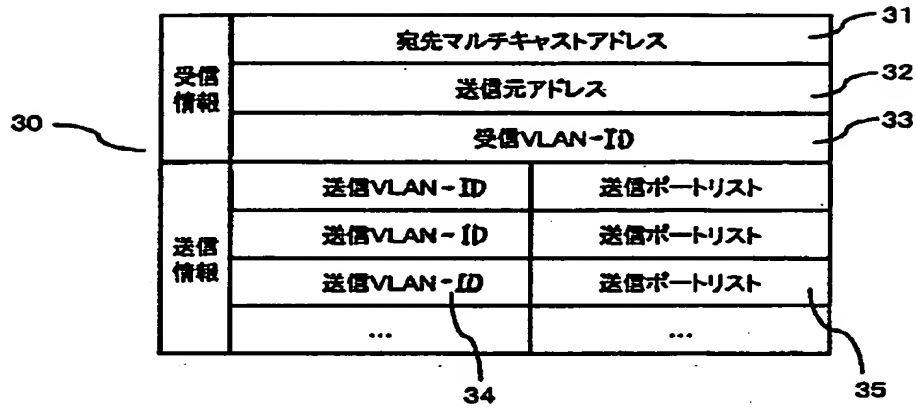 宛先マルチキャストアドレス
31
受信
情報
送信元アドレス
32
受信VLAN-ID
33
30
送信
情報
送信VLAN-ID
送信ポートリスト
送信VLAN-ID
送信ポートリスト
送信VLAN-ID
送信ポートリスト
...
...
34
35